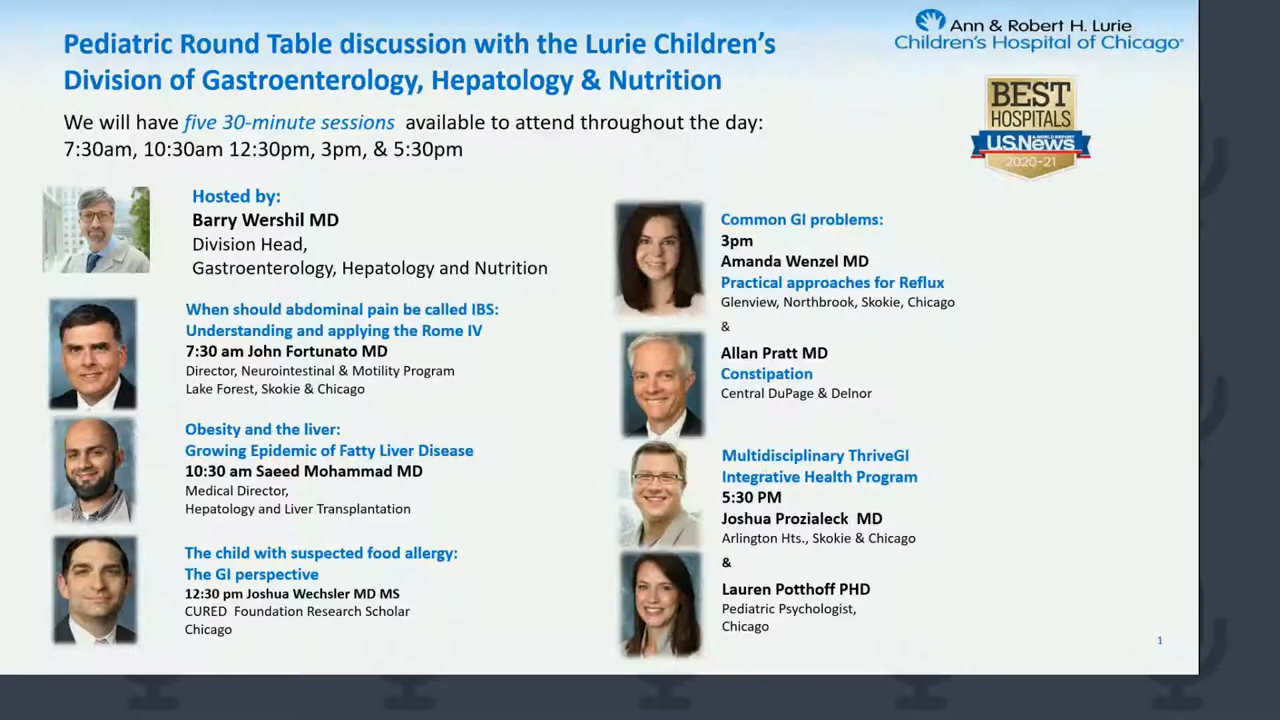 Pediatric Round Table discussion with the Lurie Children's
Division of Gastroenterology, Hepatology & Nutrition
We will have five 30-minute sessions available to attend throughout the day:
7:30am, 10:30am 12:30pm, 3pm, & 5:30pm
Ann & Robert H. Lurie
Children's Hospital of Chicago
BEST
HOSPITALS
U.S.News
& WORLD REPORT
2020-21
Hosted by:
Barry Wershil MD
Division Head,
Gastroenterology, Hepatology and Nutrition
When should abdominal pain be called IBS:
Understanding and applying the Rome IV
7:30 am John Fortunato MD
Director, Neurointestinal & Motility Program
Lake Forest, Skokie & Chicago
Obesity and the liver:
Growing Epidemic of Fatty Liver Disease
10:30 am Saeed Mohammad MD
Medical Director,
Hepatology and Liver Transplantation
The child with suspected food allergy:
The GI perspective
12:30 pm Joshua Wechsler MD MS
CURED Foundation Research Scholar
Chicago
Common GI problems:
3pm
Amanda Wenzel MD
Practical approaches for Reflux
Glenview, Northbrook, Skokie, Chicago
&
Allan Pratt MD
Constipation
Central DuPage & Delnor
Multidisciplinary ThriveGI
Integrative Health Program
5:30 PM
Joshua Prozialeck MD
Arlington Hts., Skokie & Chicago
&
Lauren Potthoff PHD
Pediatric Psychologist,
Chicago
1